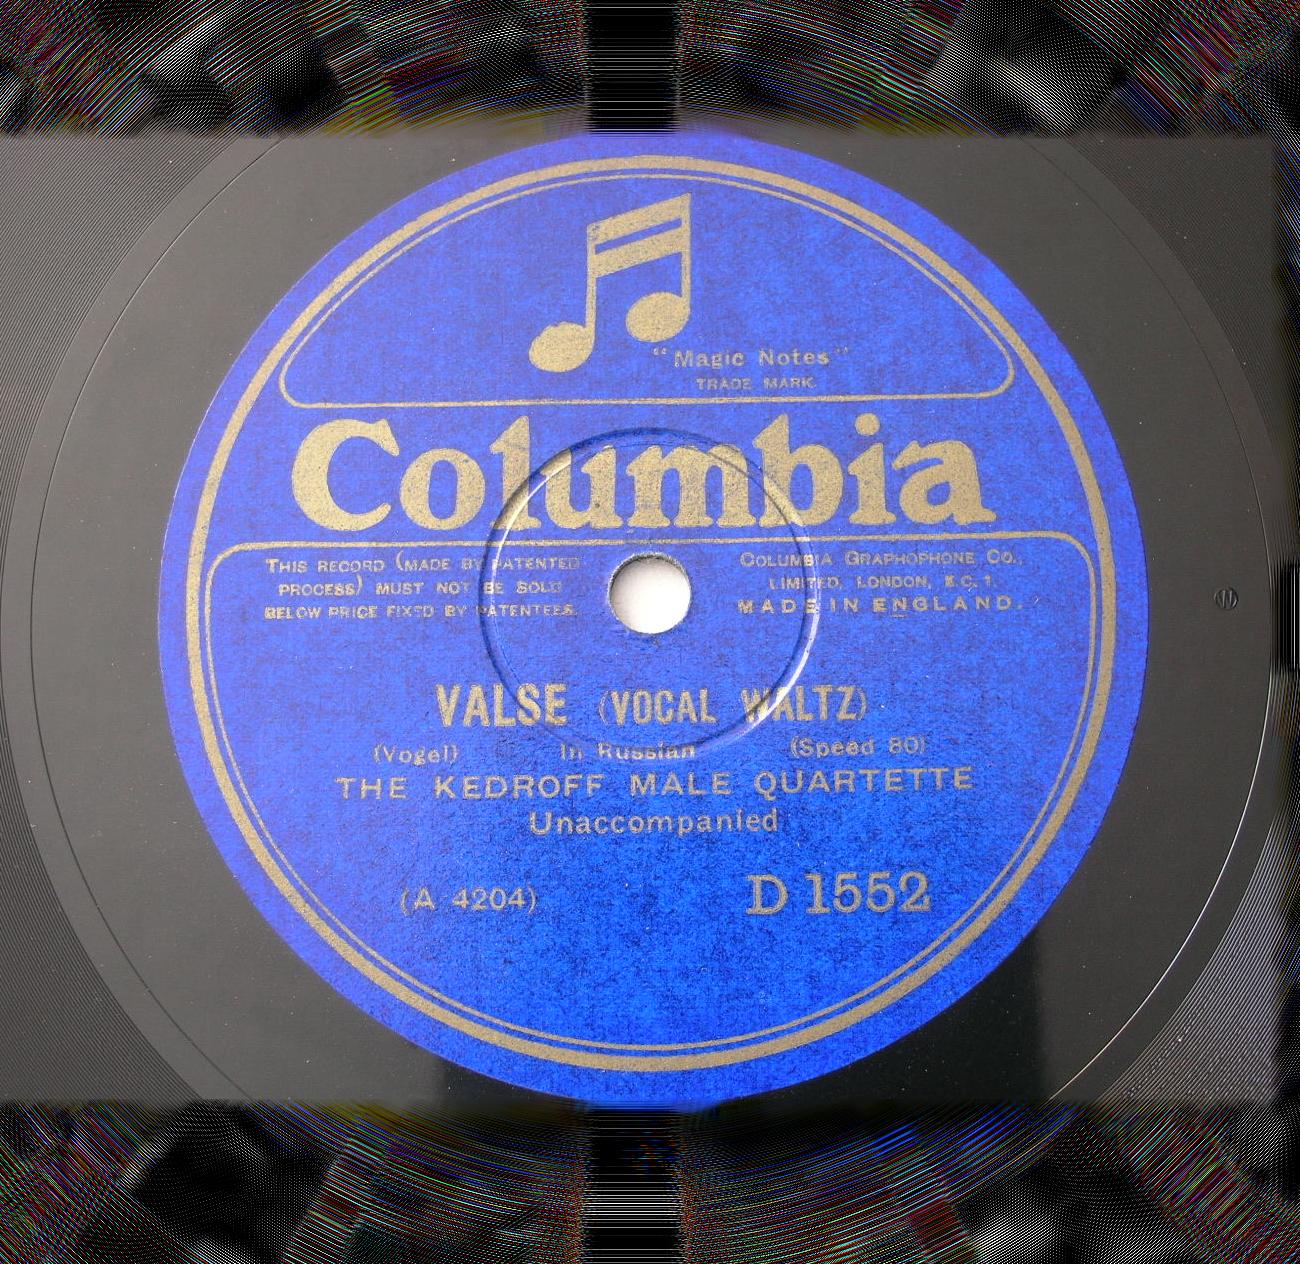 “Magic Notes”
TRADE MARK.
Columbia
THIS RECORD (MADE BY PATENTED
PROCESS) MUST NOT BE SOLD
BELOW PRICE FIXED BY PATENTEES.
COLUMBIA GRAPHOPHONE CO.,
LIMITED, LONDON, E.C.1.
MADE IN ENGLAND.
VALSE (VOCAL WALTZ)
(Vogel) In Russian (Speed 80)
THE KEDROFF MALE QUARTETTE
Unaccompanied
(A 4204) D 1552
W